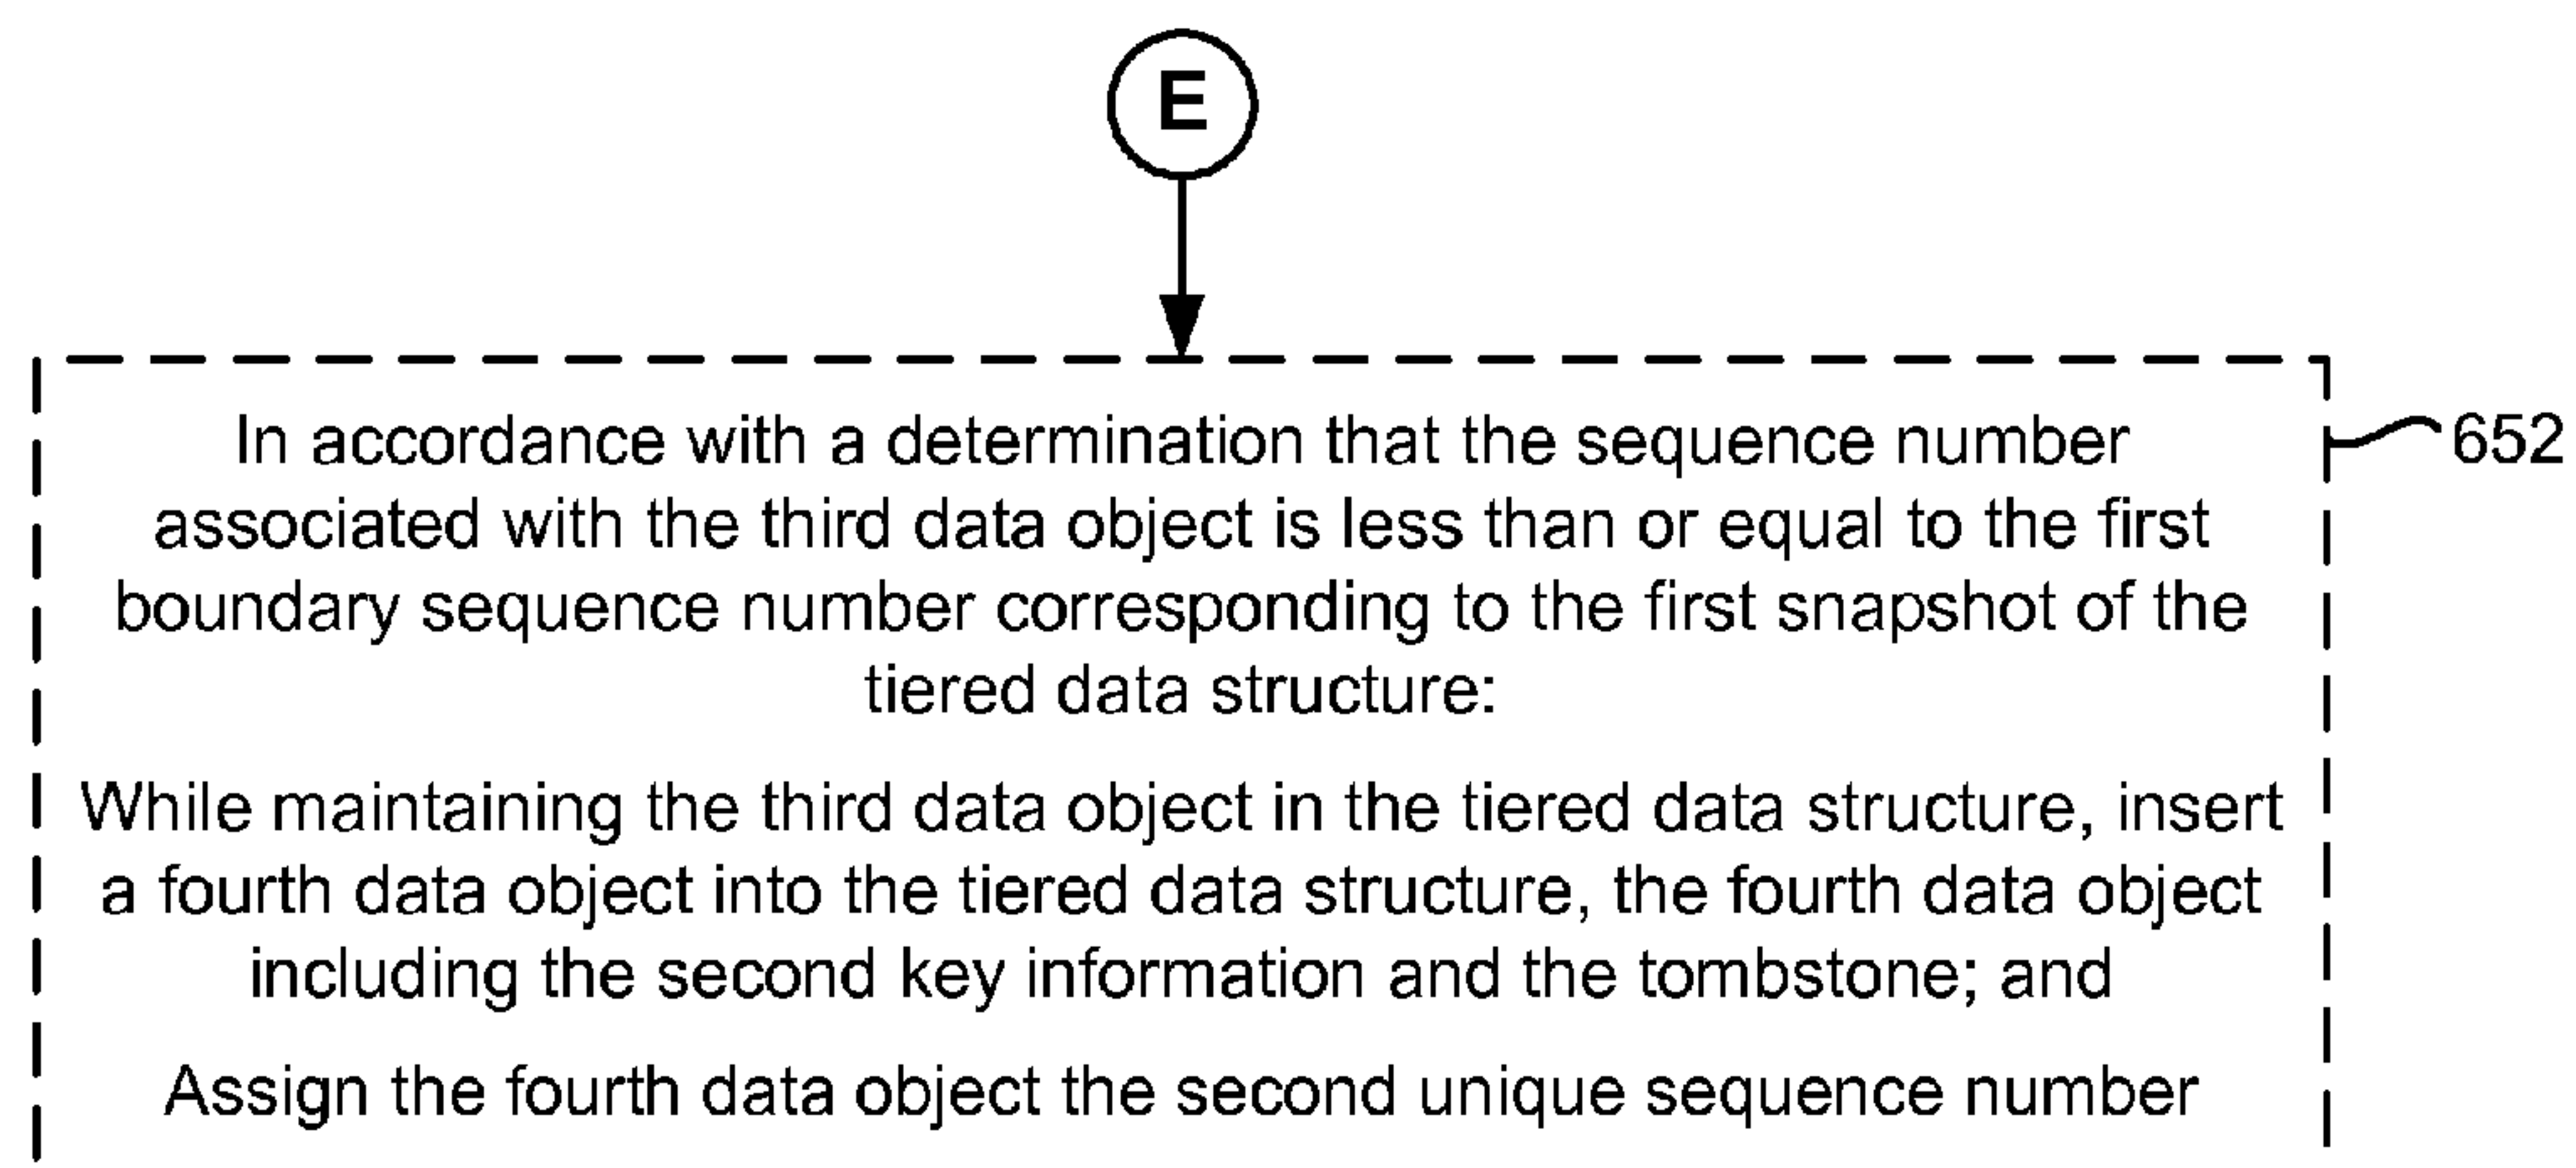 E
In accordance with a determination that the sequence number
652
associated with the third data object is less than or equal to the first
boundary sequence number corresponding to the first snapshot of the
tiered data structure:
While maintaining the third data object in the tiered data structure, insert
a fourth data object into the tiered data structure, the fourth data object
including the second key information and the tombstone; and
Assign the fourth data object the second unique sequence number